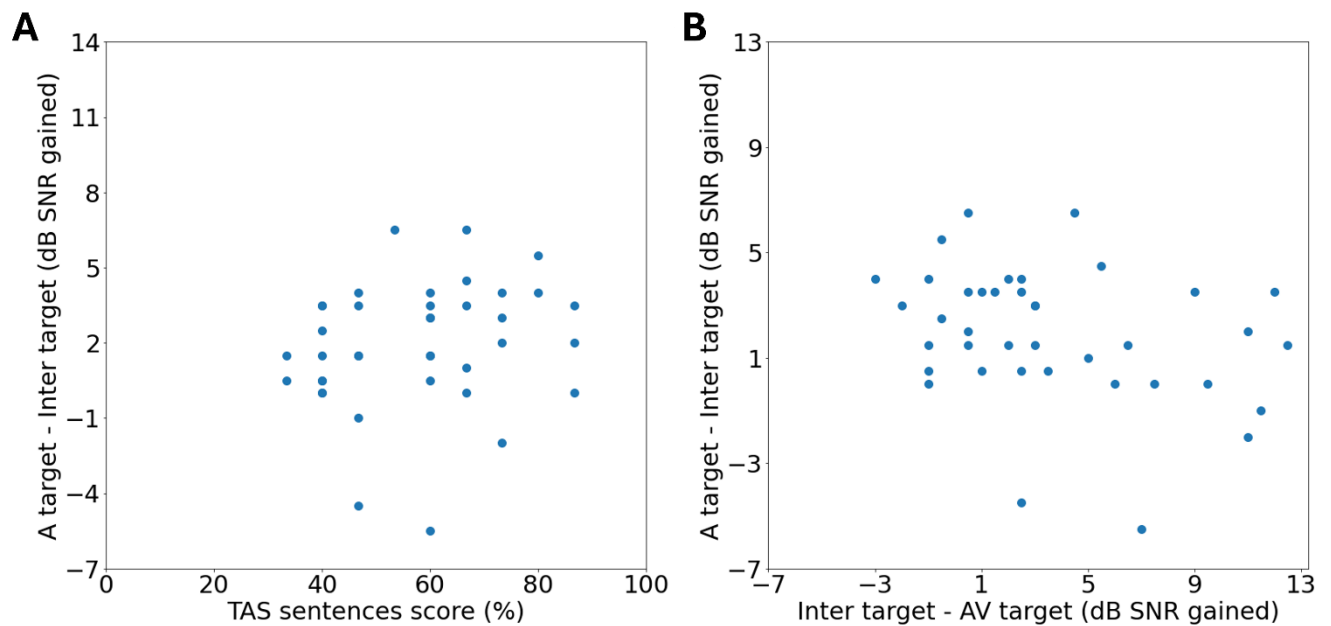 A
A target - Inter target (dB SNR gained)
14
11
8
5
2
−1
−4
−7
0 20 40 60 80 100
TAS sentences score (%)
B
A target - Inter target (dB SNR gained)
13
9
5
1
−3
−7
−7 −3 1 5 9 13
Inter target - AV target (dB SNR gained)